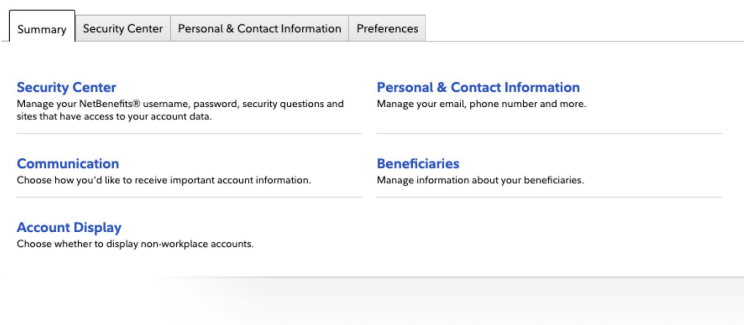 Summary
Security Center
Personal & Contact Information
Preferences
Security Center
Manage your NetBenefits® username, password, security questions and
sites that have access to your account data.
Personal & Contact Information
Manage your email, phone number and more.
Communication
Choose how you'd like to receive important account information.
Beneficiaries
Manage information about your beneficiaries.
Account Display
Choose whether to display non-workplace accounts.